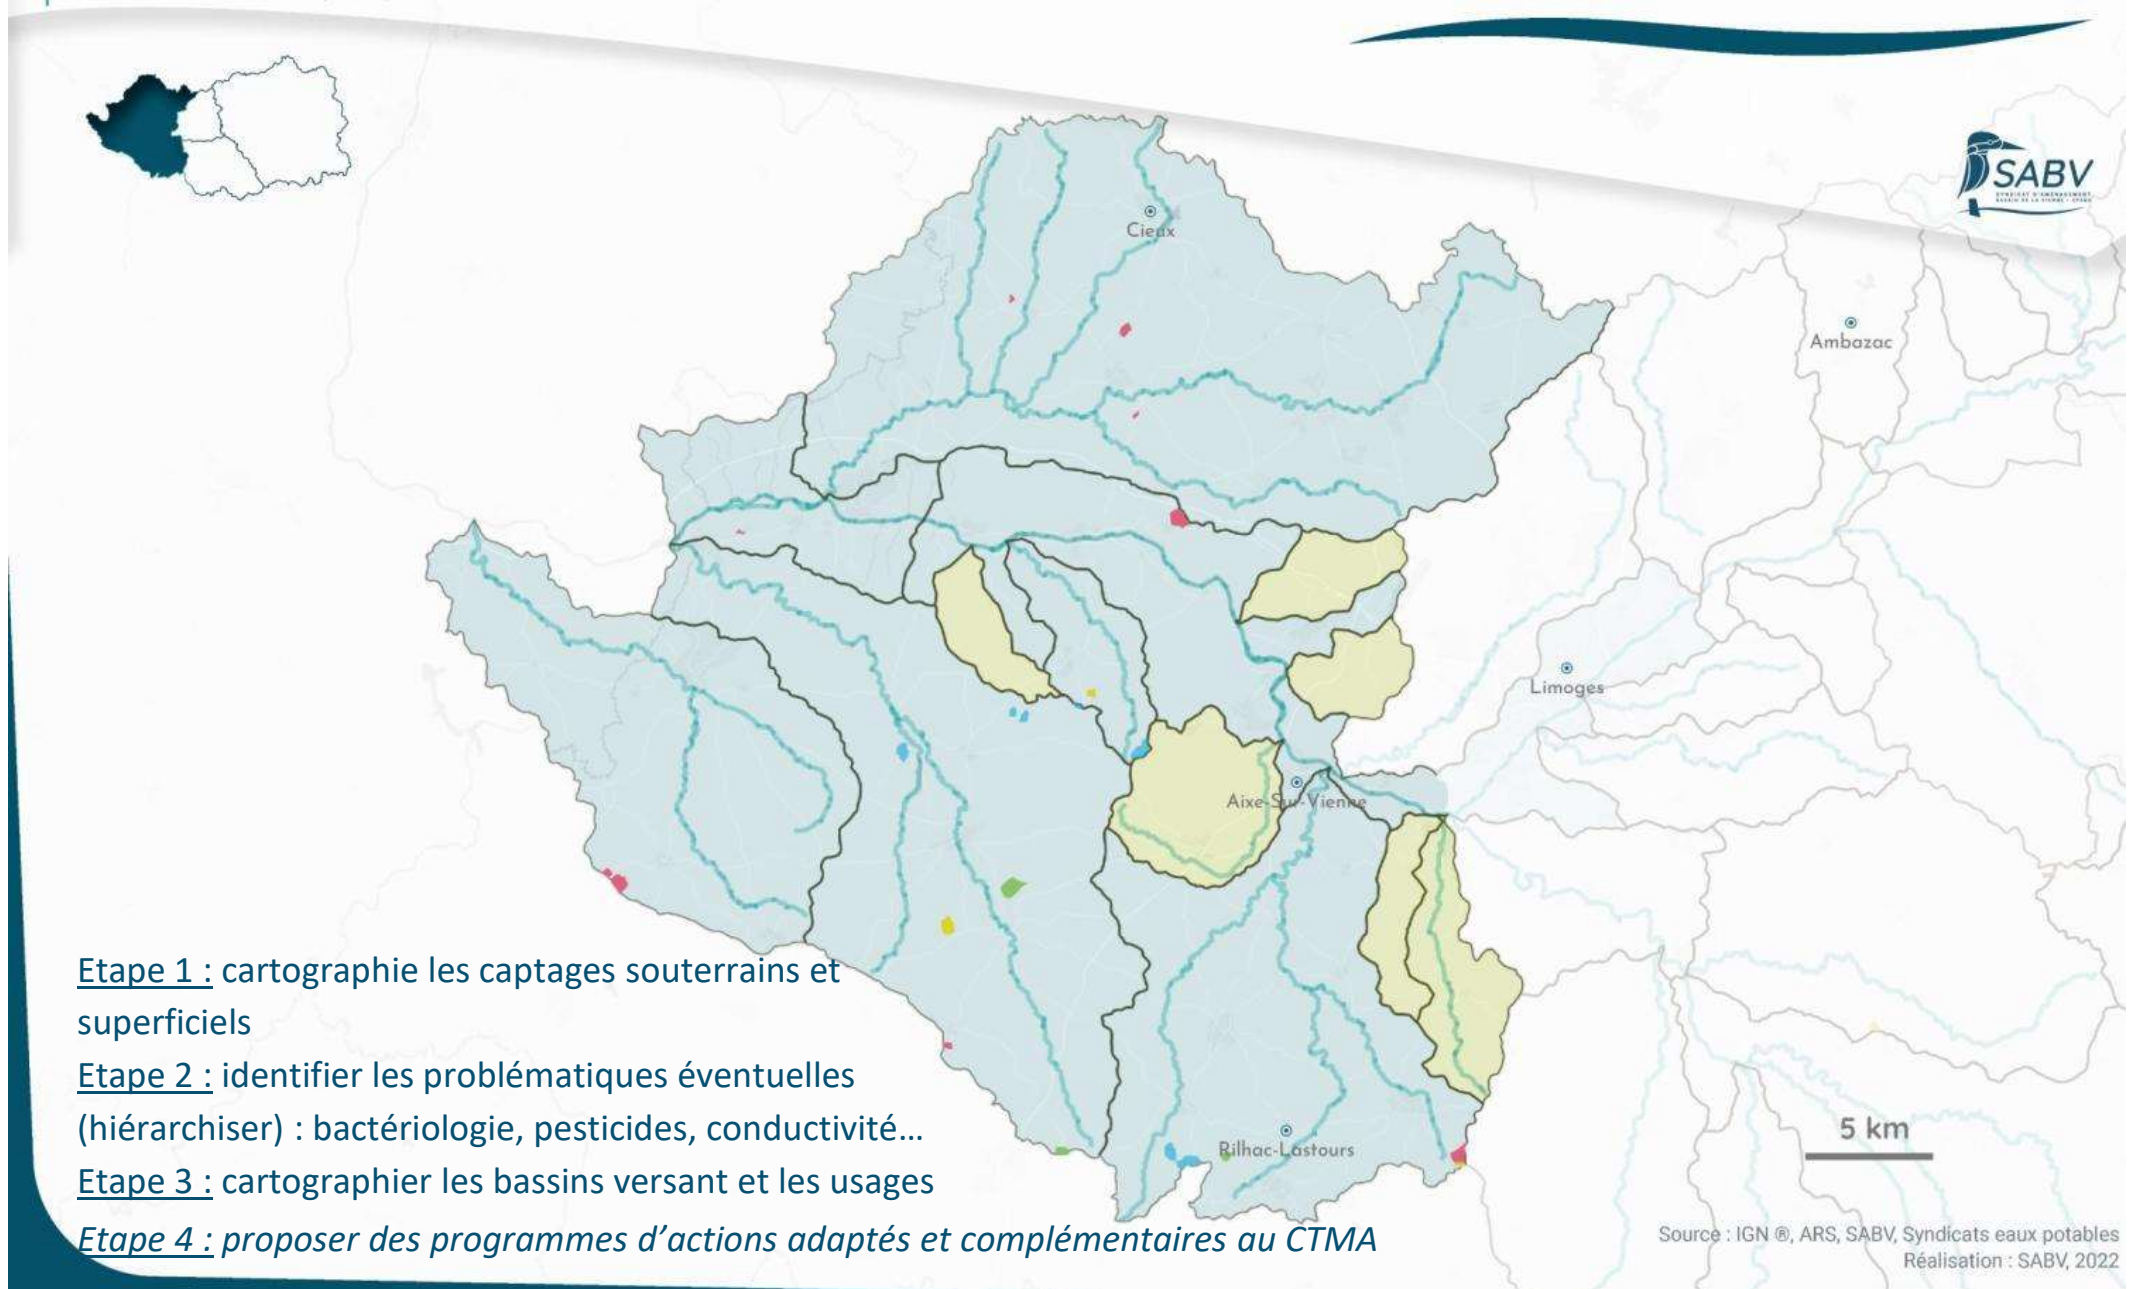 SABV
SYNDICAT D'AMÉNAGEMENT
Cieux
Ambazac
Limoges
Aixe-Sur-Vienne
Etape 1 : cartographie les captages souterrains et
superficiels
Etape 2 : identifier les problématiques éventuelles
(hiérarchiser) : bactériologie, pesticides, conductivité...
Etape 3 : cartographier les bassins versant et les usages
Etape 4 : proposer des programmes d'actions adaptés et complémentaires au CTMA
Rilhac-Lastours
5 km
Source : IGN ®, ARS, SABV, Syndicats eaux potables
Réalisation : SABV, 2022